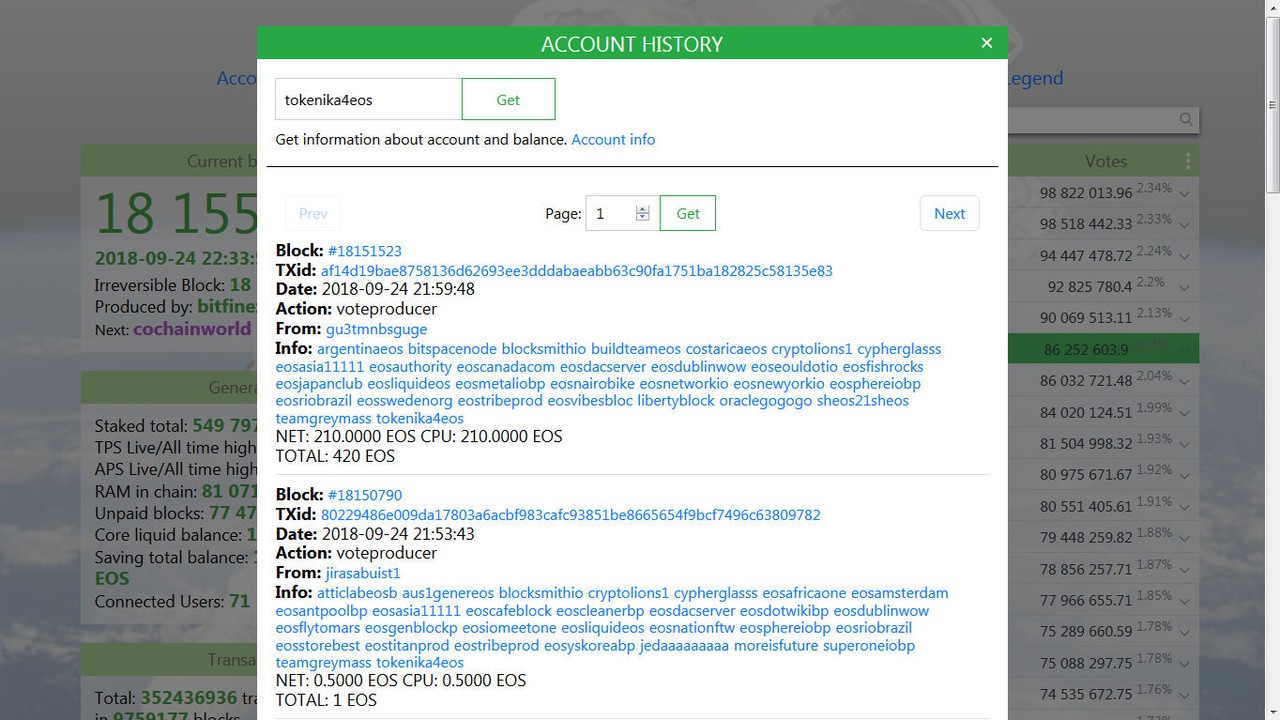 ACCOUNT HISTORY ×
Acco
Legend
tokenika4eos Get
Get information about account and balance. Account info
Prev Page: 1 Get Next
Block: #18151523
TXid: af14d19bae8758136d62693ee3dddabaeabb63c90fa1751ba182825c58135e83
Date: 2018-09-24 21:59:48
Action: voteproducer
From: gu3tmnbsguge
Info: argentinaeos bitspacenode blocksmithio buildteameos costaricaeos cryptolions1 cypherglasss
eosasia11111 eosauthority eoscanadacom eosdacserver eosdublinwow eoseouldotio eosfishrocks
eosjapanclub eosliquideos eosmetaliobp eosnairobike eosnetworkio eosnewyorkio eosphereiobp
eosriobrazil eosswedenorg eostribeprod eosvibesbloc libertyblock oraclegogogo sheos21sheos
teamgreymass tokenika4eos
NET: 210.0000 EOS CPU: 210.0000 EOS
TOTAL: 420 EOS
Block: #18150790
TXid: 80229486e009da17803a6acbf983cafc93851be8665654f9bcf7496c63809782
Date: 2018-09-24 21:53:43
Action: voteproducer
From: jirasabuist1
Info: atticlabeosb aus1genereos blocksmithio cryptolions1 cypherglasss eosafricaone eosamsterdam
eosantpoolbp eosasia11111 eoscafeblock eoscleanerbp eosdacserver eosdotwikibp eosdublinwow
eosflytomars eosgenblockp eosiomeetone eosliquideos eosnationftw eosphereiobp eosriobrazil
eosstorebest eostitanprod eostribeprod eosyskoreabp jedaaaaaaaaa moreisfuture superoneiobp
teamgreymass tokenika4eos
NET: 0.5000 EOS CPU: 0.5000 EOS
TOTAL: 1 EOS
Current b
18 155
2018-09-24 22:33:
Irreversible Block: 18
Produced by: bitfine
Next: cochainworld
Genera
Staked total: 549 797
TPS Live/All time high
APS Live/All time high
RAM in chain: 81 071
Unpaid blocks: 77 47
Core liquid balance: 1
Saving total balance:
EOS
Connected Users: 71
Transa
Total: 352436936 tra
in 9759177 blocks
Votes
98 822 013.96 2.34%
98 518 442.33 2.33%
94 447 478.72 2.24%
92 825 780.4 2.2%
90 069 513.11 2.13%
86 252 603.9
86 032 721.48 2.04%
84 020 124.51 1.99%
81 504 998.32 1.93%
80 975 671.67 1.92%
80 551 405.61 1.91%
79 448 259.82 1.88%
78 856 257.71 1.87%
77 966 655.71 1.85%
75 289 660.59 1.78%
75 088 297.75 1.78%
74 535 672.75 1.76%